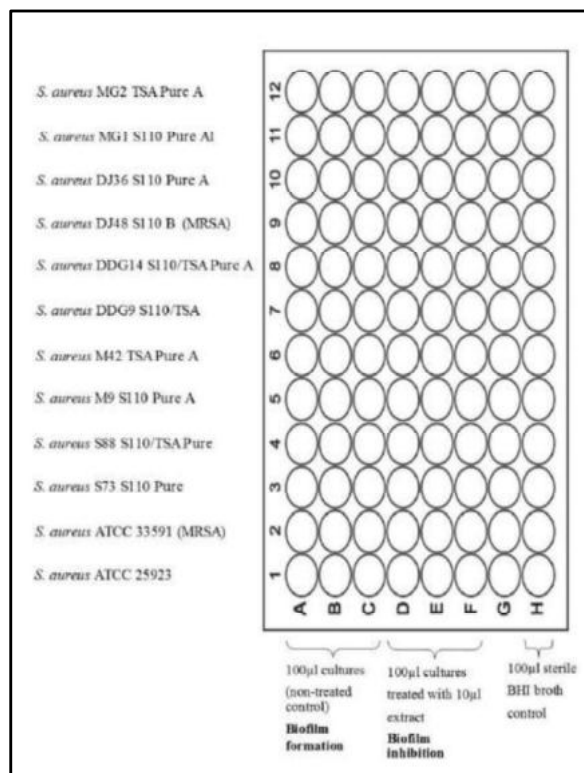 S. aureus MG2 TSA Pure A
S. aureus MG1 S110 Pure AI
S. aureus DJ36 S110 Pure A
S. aureus DJ48 S110 B (MRSA)
S. aureus DDG14 S110/TSA Pure A
S. aureus DDG9 S110/TSA
S. aureus M42 TSA Pure A
S. aureus M9 S110 Pure A
S. aureus S88 S110/TSA Pure
S. aureus S73 S110 Pure
S. aureus ATCC 33591 (MRSA)
S. aureus ATCC 25923
12
11
10
9
8
7
6
5
4
3
2
1
A B C D E F G H
100µl cultures
(non-treated
control)
Biofilm
formation
100µl cultures
treated with 10µl
extract
Biofilm
inhibition
100µl sterile
BHI broth
control